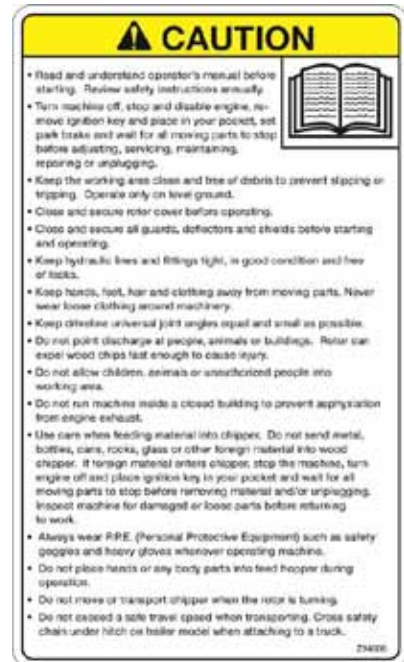 CAUTION
• Read and understand operator's manual before
starting. Review safety instructions annually.
• Turn machine off, stop and disable engine, re-
move ignition key and place in your pocket, set
park brake and wait for all moving parts to stop
before adjusting, servicing, maintaining,
repairing or unplugging.
• Keep the working area clean and free of debris to prevent slipping or
tripping. Operate only on level ground.
• Close and secure rotor cover before operating.
• Close and secure all guards, deflectors and shields before starting
and operating.
• Keep hydraulic lines and fittings tight, in good condition and free
of leaks.
• Keep hands, feet, hair and clothing away from moving parts. Never
wear loose clothing around machinery.
• Keep driveline universal joint angles equal and small as possible.
• Do not point discharge at people, animals or buildings. Rotor can
expel wood chips fast enough to cause injury.
• Do not allow children, animals or unauthorized people into
working area.
• Do not run machine inside a closed building to prevent asphyxiation
from engine exhaust.
• Use care when feeding material into chipper. Do not send metal,
bottles, cans, rocks, glass or other foreign material into wood
chipper. If foreign material enters chipper, stop the machine, turn
engine off and place ignition key in your pocket and wait for all
moving parts to stop before removing material and/or unplugging.
Inspect machine for damaged or loose parts before returning
to work.
• Always wear P.P.E. (Personal Protective Equipment) such as safety
goggles and heavy gloves whenever operating machine.
• Do not place hands or any body parts into feed hopper during
operation.
• Do not move or transport chipper when the rotor is turning.
• Do not exceed a safe travel speed when transporting. Cross safety
chain under hitch on trailer model when attaching to a truck.